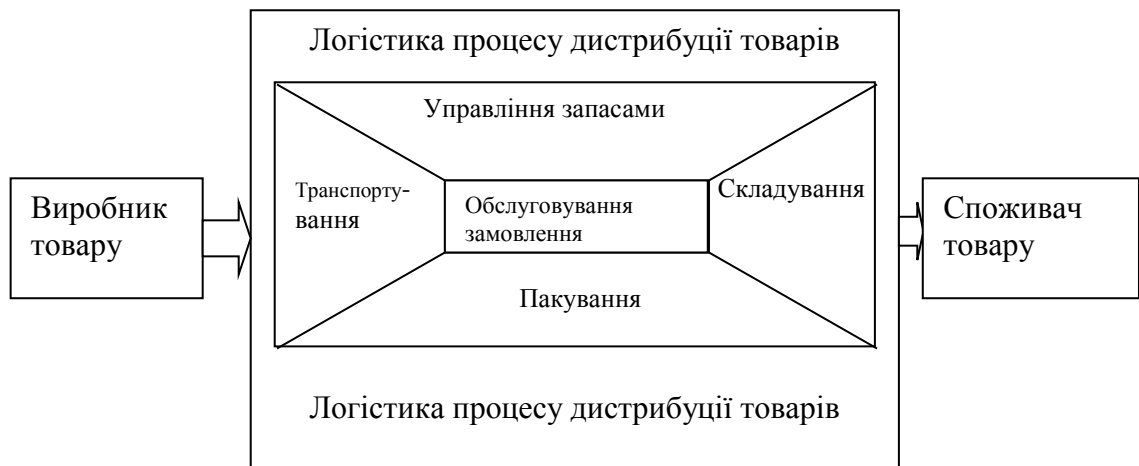 Логістика процесу дистрибуції товарів
Управління запасами
Виробник
товару
Транспорту-
вання
Обслуговування
замовлення
Складування
Споживач
товару
Пакування
Логістика процесу дистрибуції товарів